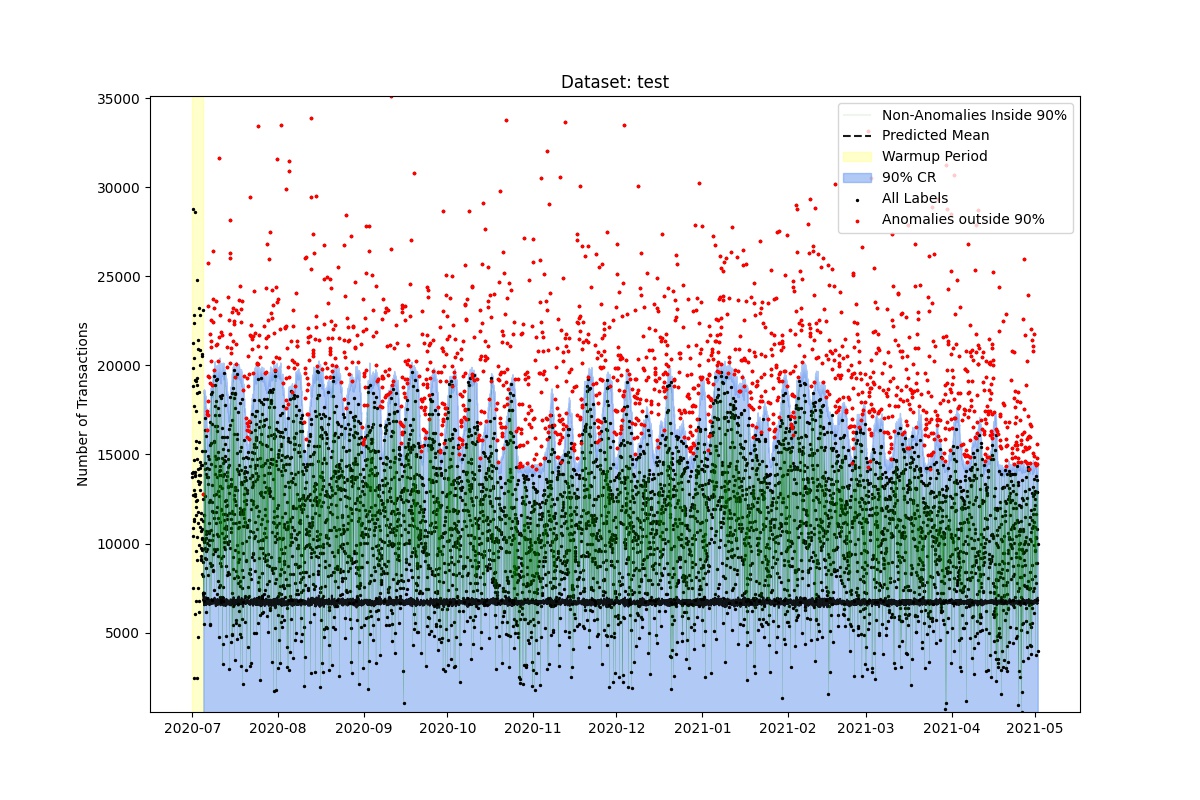 Dataset: test
35000
30000
25000
20000
15000
10000
5000
Number of Transactions
Non-Anomalies Inside 90%
Predicted Mean
Warmup Period
90% CR
All Labels
Anomalies outside 90%
2020-07 2020-08 2020-09 2020-10 2020-11 2020-12 2021-01 2021-02 2021-03 2021-04 2021-05